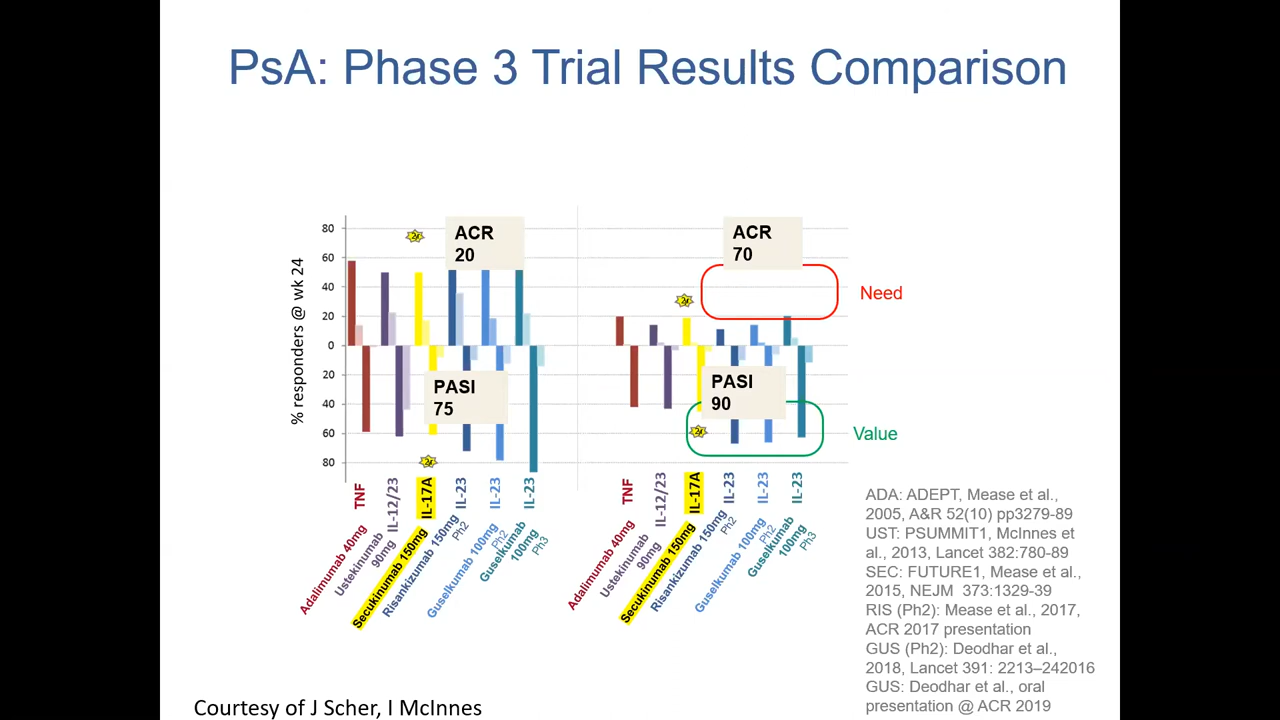 PsA: Phase 3 Trial Results Comparison
% responders @ wk 24
80
60
40
20
0
20
40
60
80
24
ACR
20
PASI
75
24
24
ACR
70
Need
PASI
90
24
Value
TNF
Adalimumab 40mg
IL-12/23
Ustekinumab
90mg
IL-17A
Secukinumab 150mg
IL-23
Risankizumab 150mg
Ph2
IL-23
Guselkumab 100mg
Ph2
IL-23
Guselkumab
100mg
Ph3
TNF
Adalimumab 40mg
IL-12/23
Ustekinumab
90mg
IL-17A
Secukinumab 150mg
IL-23
Risankizumab 150mg
Ph2
IL-23
Guselkumab 100mg
Ph2
IL-23
Guselkumab
100mg
Ph3
ADA: ADEPT, Mease et al.,
2005, A&R 52(10) pp3279-89
UST: PSUMMIT1, McInnes et
al., 2013, Lancet 382:780-89
SEC: FUTURE1, Mease et al.,
2015, NEJM 373:1329-39
RIS (Ph2): Mease et al., 2017,
ACR 2017 presentation
GUS (Ph2): Deodhar et al.,
2018, Lancet 391: 2213–242016
GUS: Deodhar et al., oral
presentation @ ACR 2019
Courtesy of J Scher, I McInnes